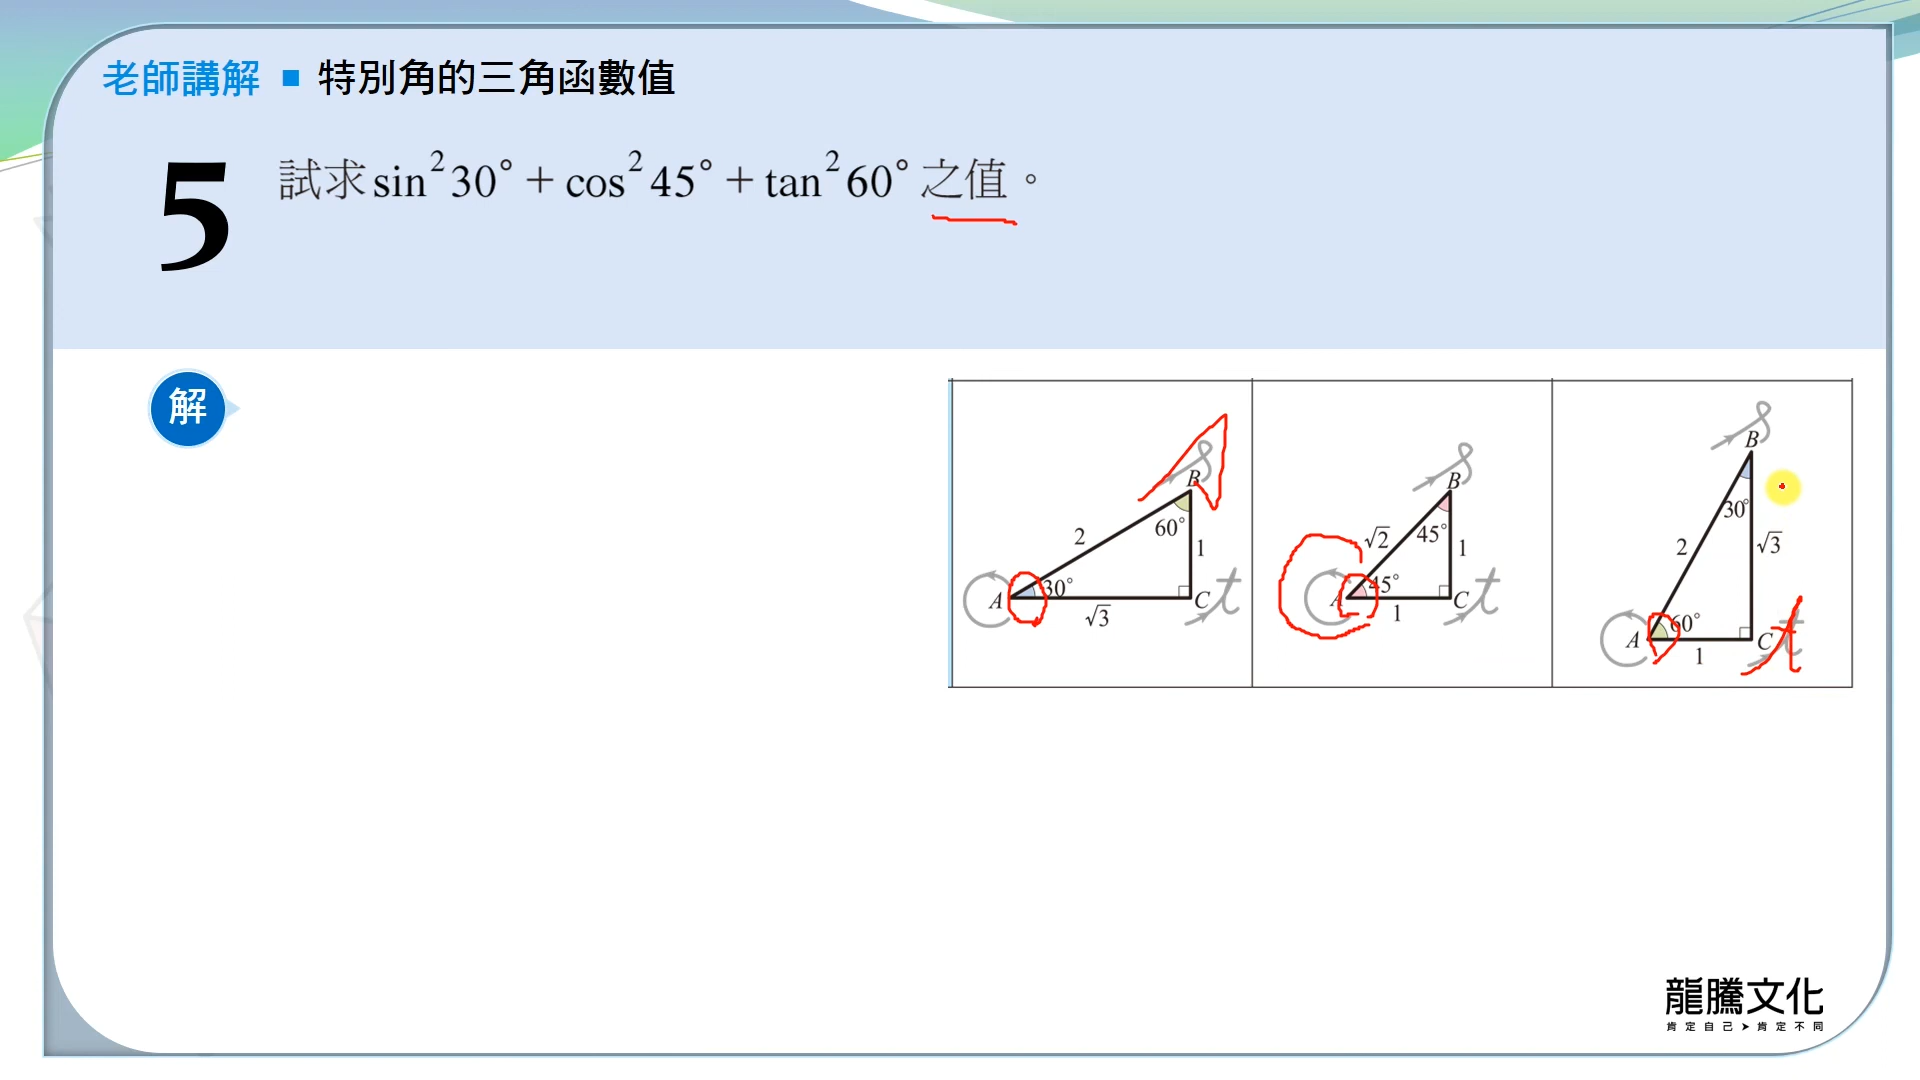 老師講解 ■ 特別角的三角函數值
5 試求 sin²30° + cos²45° + tan²60° 之值。
解
B
60°
2
1
A
30°
C
t
√3
B
√2
45°
1
A
45°
C
t
1
B
30°
2
√3
A
60°
C
t
1
龍騰文化
肯定自己➤肯定不同